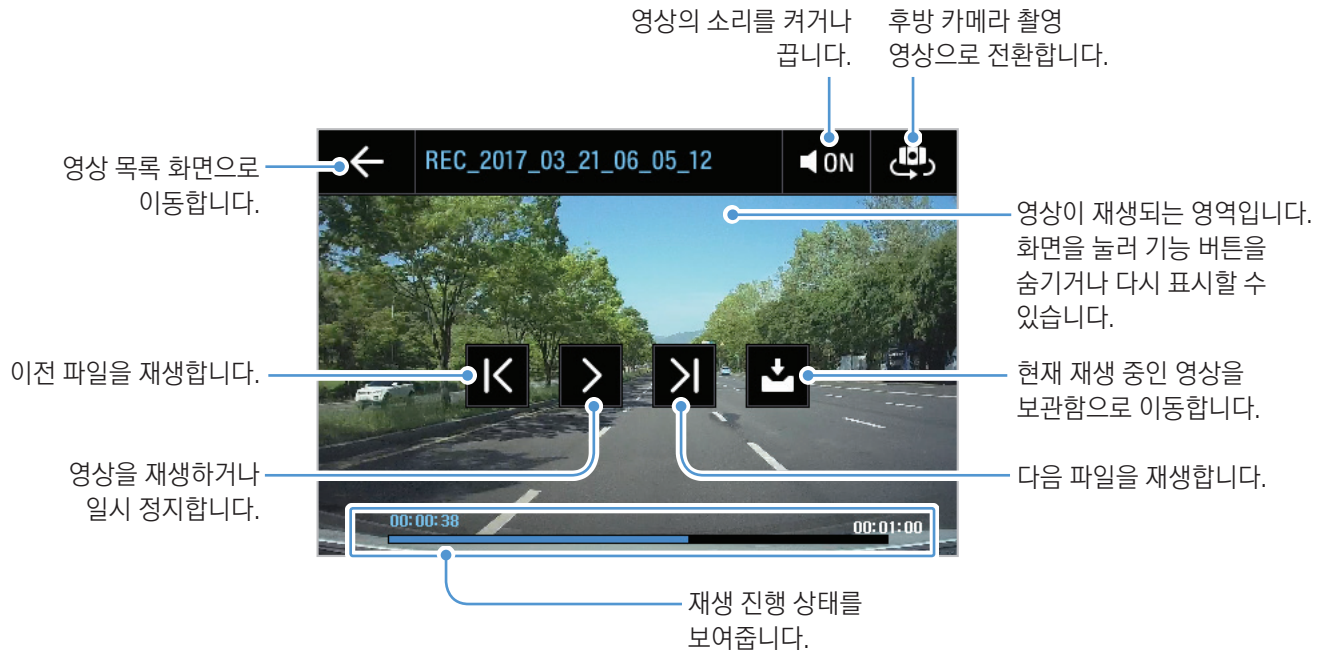 영상의 소리를 켜거나
끕니다.
후방 카메라 촬영
영상으로 전환합니다.
영상 목록 화면으로
이동합니다.
REC_2017_03_21_06_05_12
ON
영상이 재생되는 영역입니다.
화면을 눌러 기능 버튼을
숨기거나 다시 표시할 수
있습니다.
이전 파일을 재생합니다.
현재 재생 중인 영상을
보관함으로 이동합니다.
영상을 재생하거나
일시 정지합니다.
다음 파일을 재생합니다.
00:00:38
00:01:00
재생 진행 상태를
보여줍니다.